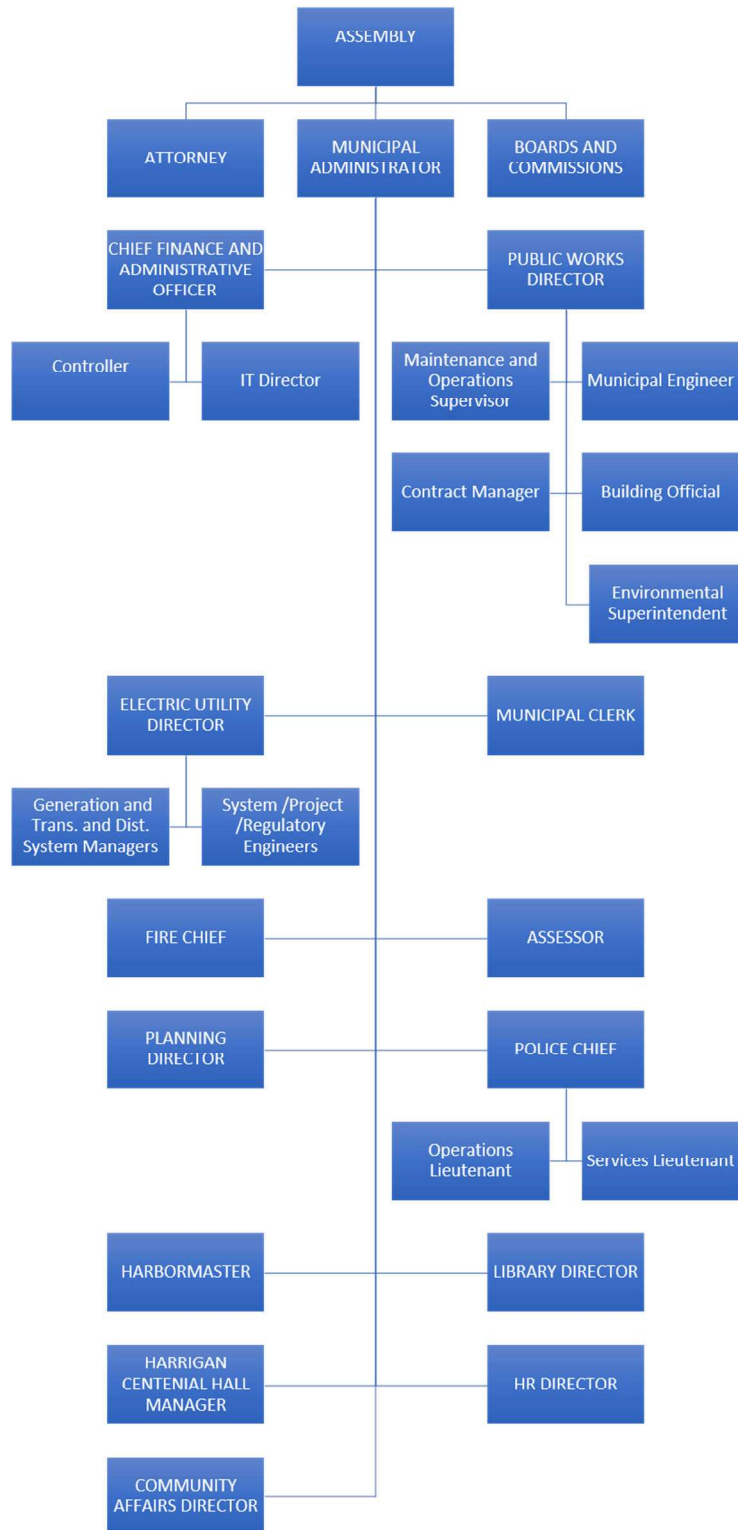 ASSEMBLY
ATTORNEY
MUNICIPAL
ADMINISTRATOR
BOARDS AND
COMMISSIONS
CHIEF FINANCE AND
ADMINISTRATIVE
OFFICER
PUBLIC WORKS
DIRECTOR
Controller
IT Director
Maintenance and
Operations
Supervisor
Municipal Engineer
Contract Manager
Building Official
Environmental
Superintendent
ELECTRIC UTILITY
DIRECTOR
MUNICIPAL CLERK
Generation and
Trans. and Dist.
System Managers
System /Project
/Regulatory
Engineers
FIRE CHIEF
ASSESSOR
PLANNING
DIRECTOR
POLICE CHIEF
Operations
Lieutenant
Services Lieutenant
HARBORMASTER
LIBRARY DIRECTOR
HARRIGAN
CENTENIAL HALL
MANAGER
HR DIRECTOR
COMMUNITY
AFFAIRS DIRECTOR